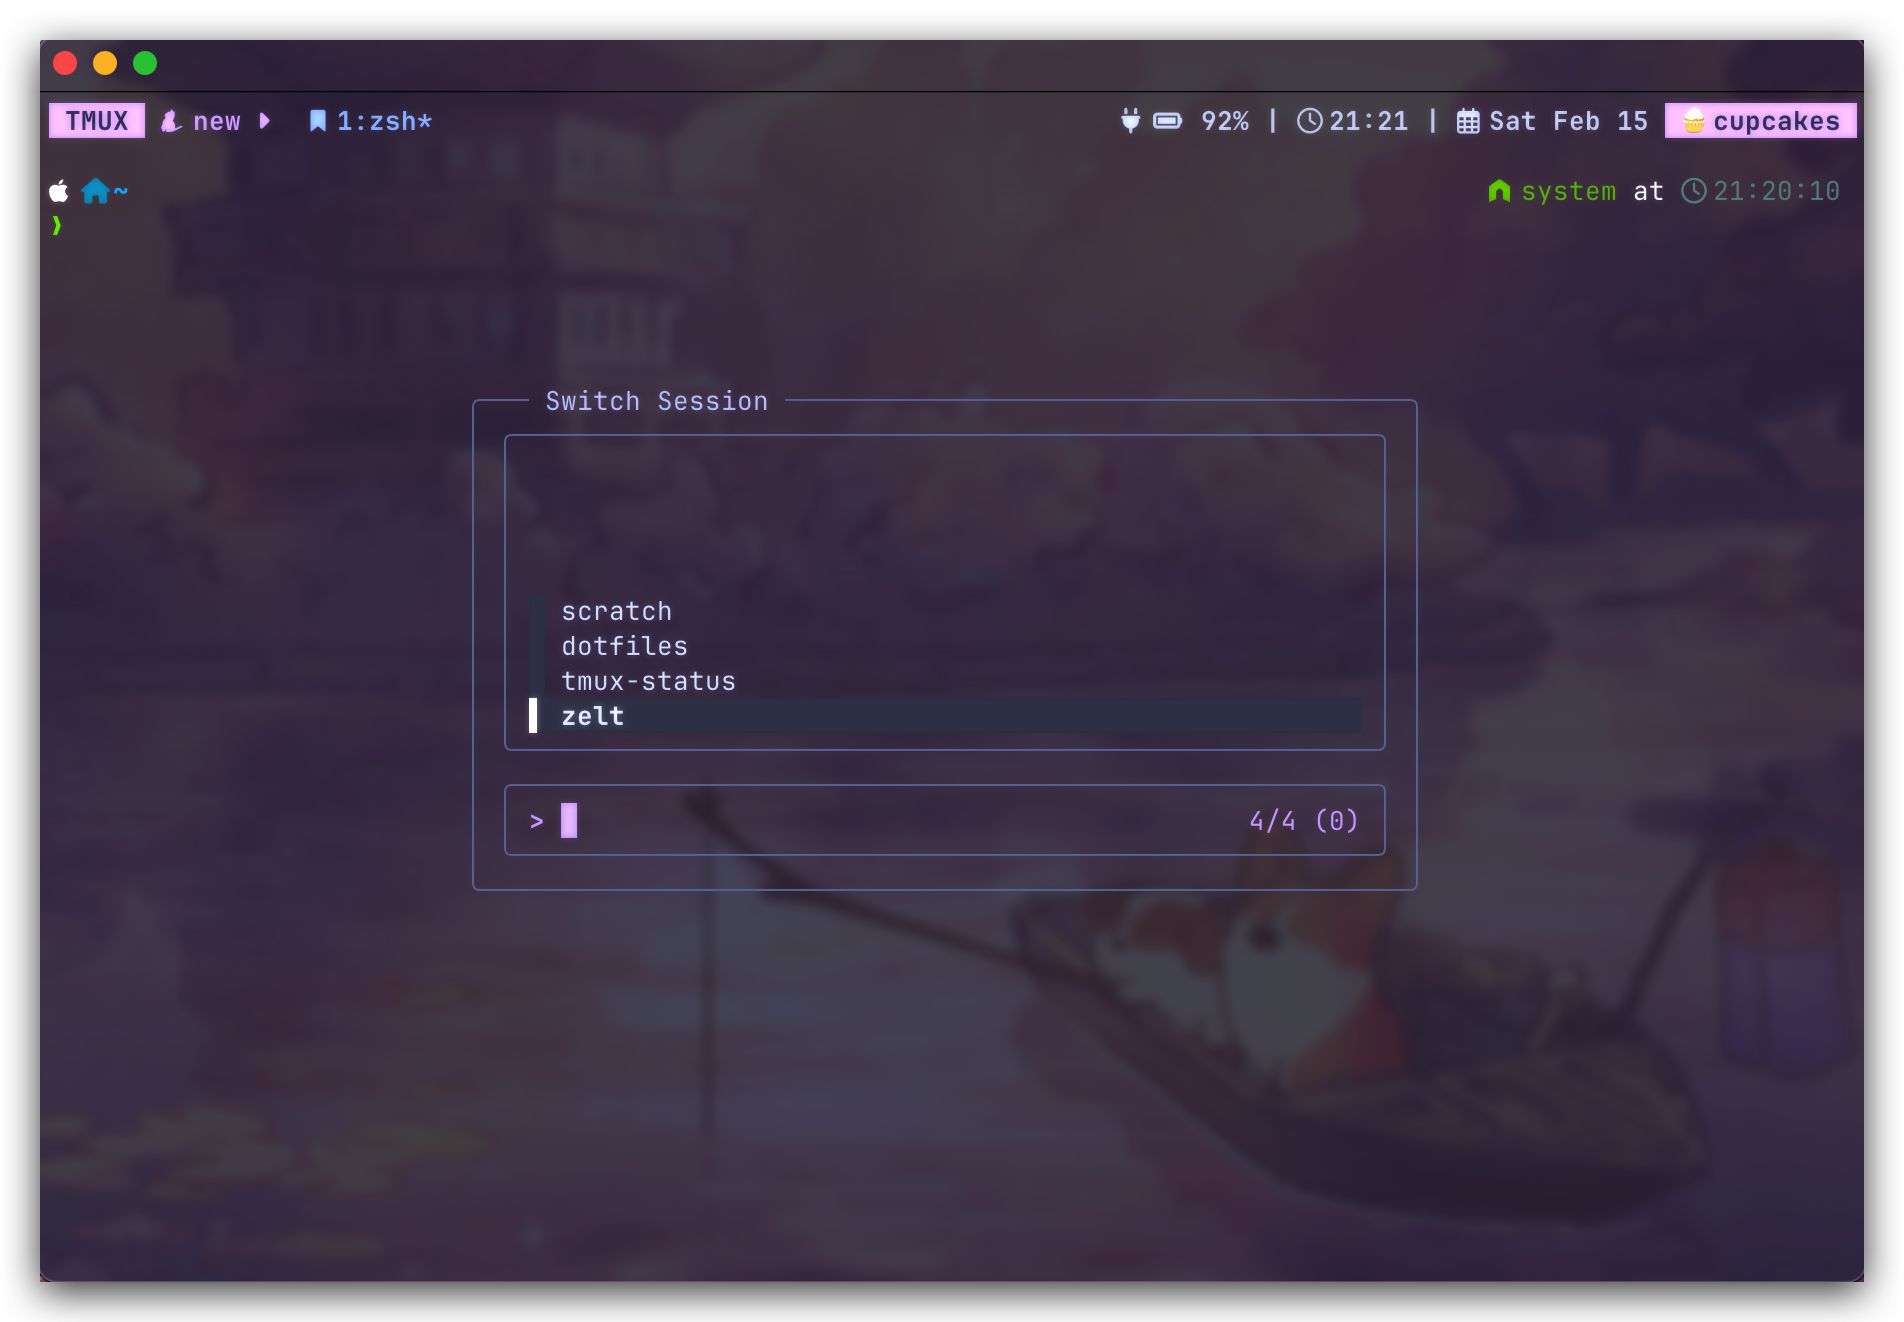 TMUX new 1:zsh* 92% | 21:21 | Sat Feb 15 🧁 cupcakes
~ system at 21:20:10
❯
Switch Session
scratch
dotfiles
tmux-status
zelt
> 4/4 (0)